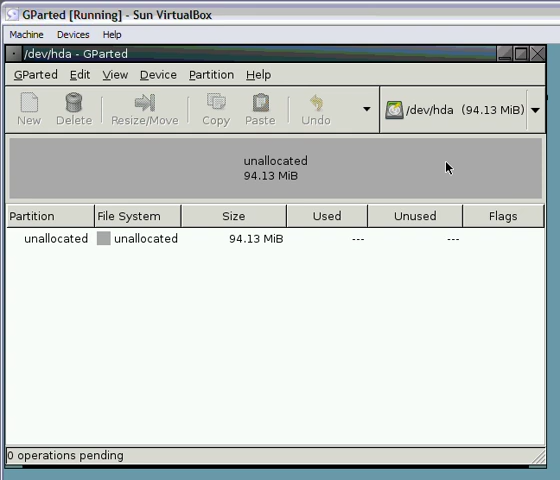 GParted [Running] - Sun VirtualBox
Machine Devices Help
/dev/hda - GParted
GParted Edit View Device Partition Help
New Delete Resize/Move Copy Paste Undo /dev/hda (94.13 MiB)
unallocated
94.13 MiB
Partition File System Size Used Unused Flags
unallocated unallocated 94.13 MiB --- ---
0 operations pending